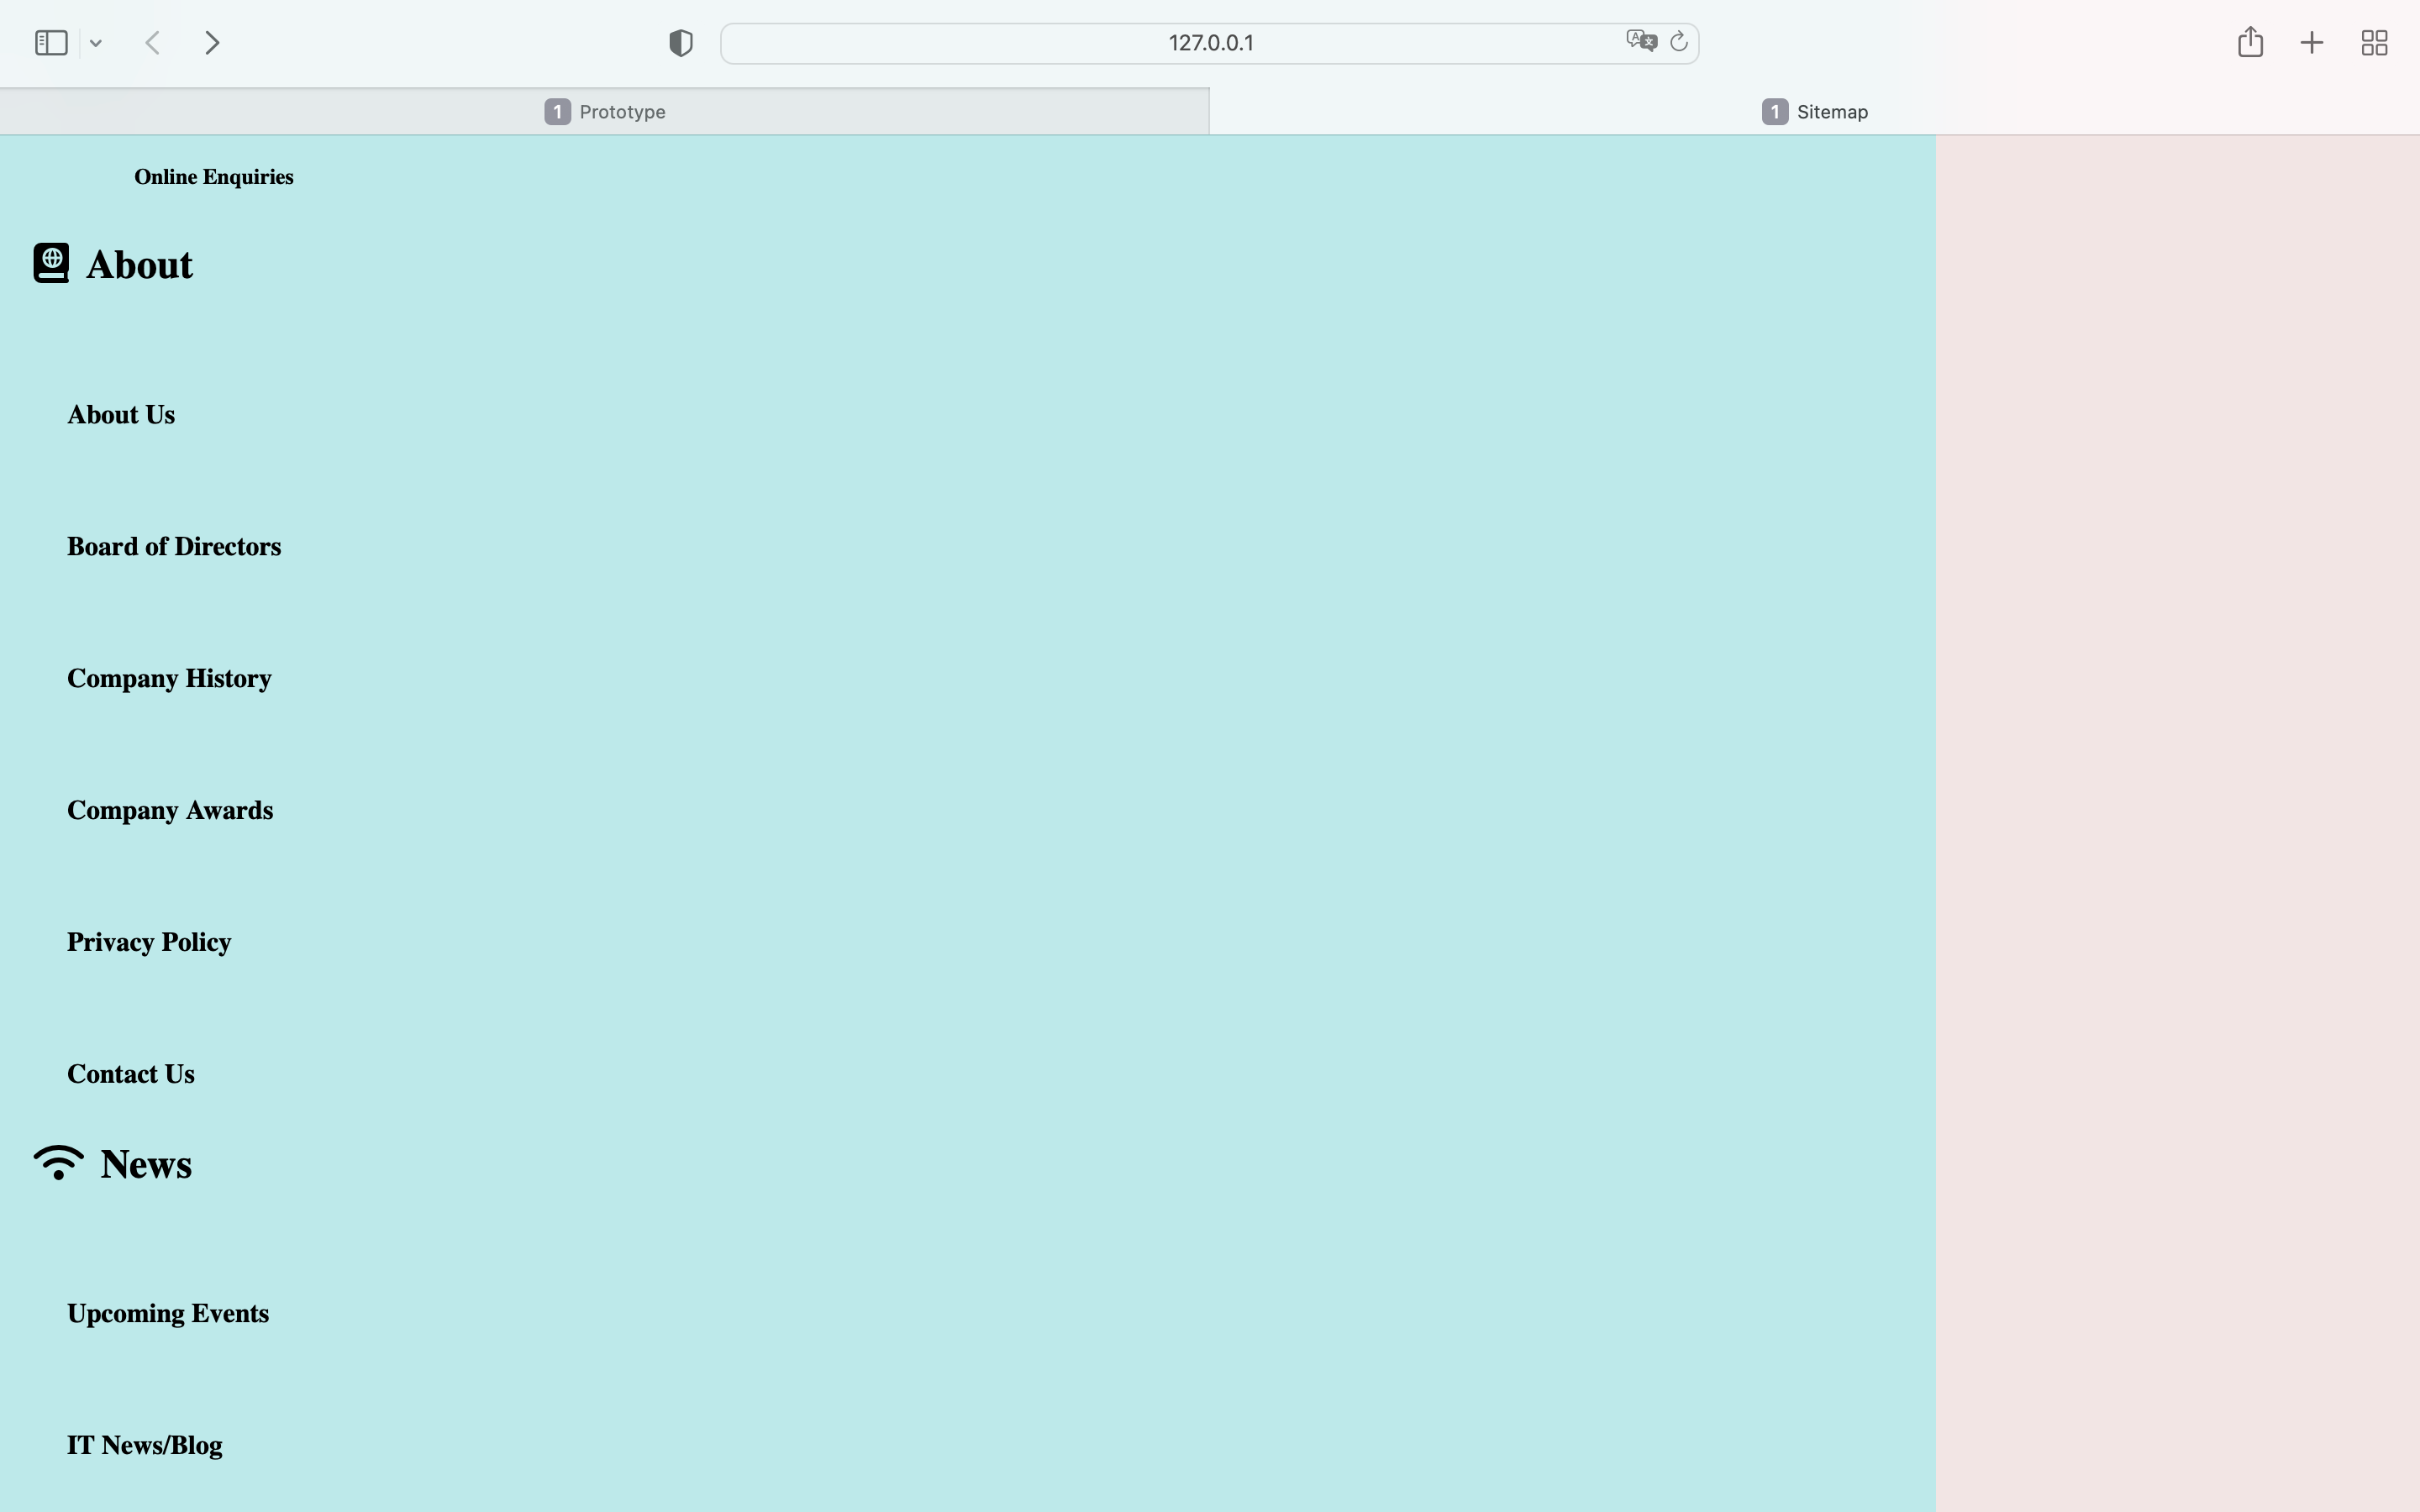 127.0.0.1
1 Prototype
1 Sitemap
Online Enquiries
About
About Us
Board of Directors
Company History
Company Awards
Privacy Policy
Contact Us
News
Upcoming Events
IT News/Blog